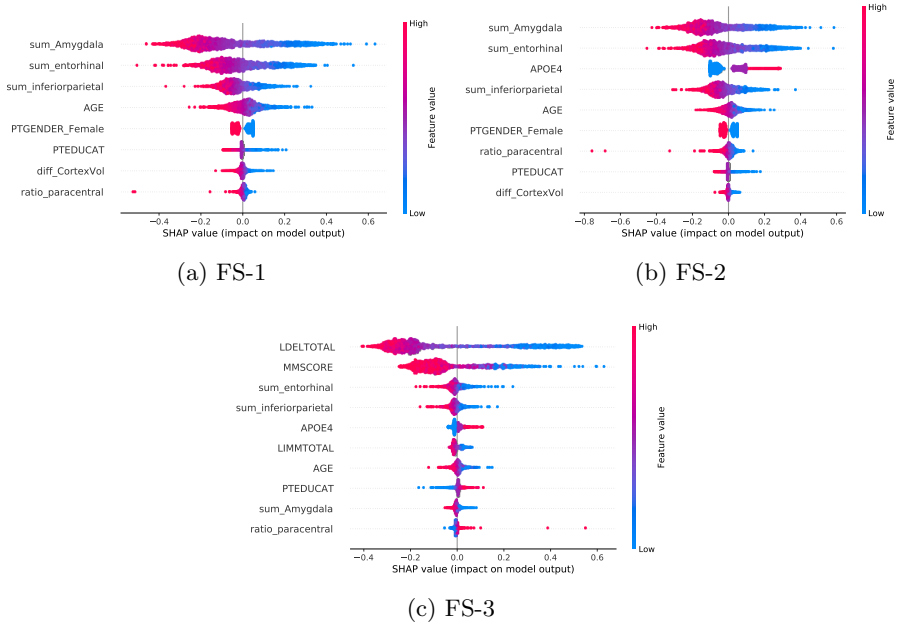 High
sum_Amygdala
sum_entorhinal
sum_inferiorparietal
AGE
PTGENDER_Female
PTEDUCAT
diff_CortexVol
ratio_paracentral
Feature value
Low
−0.4 −0.2 0.0 0.2 0.4 0.6
SHAP value (impact on model output)
(a) FS-1
High
sum_Amygdala
sum_entorhinal
APOE4
sum_inferiorparietal
AGE
PTGENDER_Female
ratio_paracentral
PTEDUCAT
diff_CortexVol
Feature value
Low
−0.8 −0.6 −0.4 −0.2 0.0 0.2 0.4 0.6
SHAP value (impact on model output)
(b) FS-2
High
LDELTOTAL
MMSCORE
sum_entorhinal
sum_inferiorparietal
APOE4
LIMMTOTAL
AGE
PTEDUCAT
sum_Amygdala
ratio_paracentral
Feature value
Low
−0.4 −0.2 0.0 0.2 0.4 0.6
SHAP value (impact on model output)
(c) FS-3